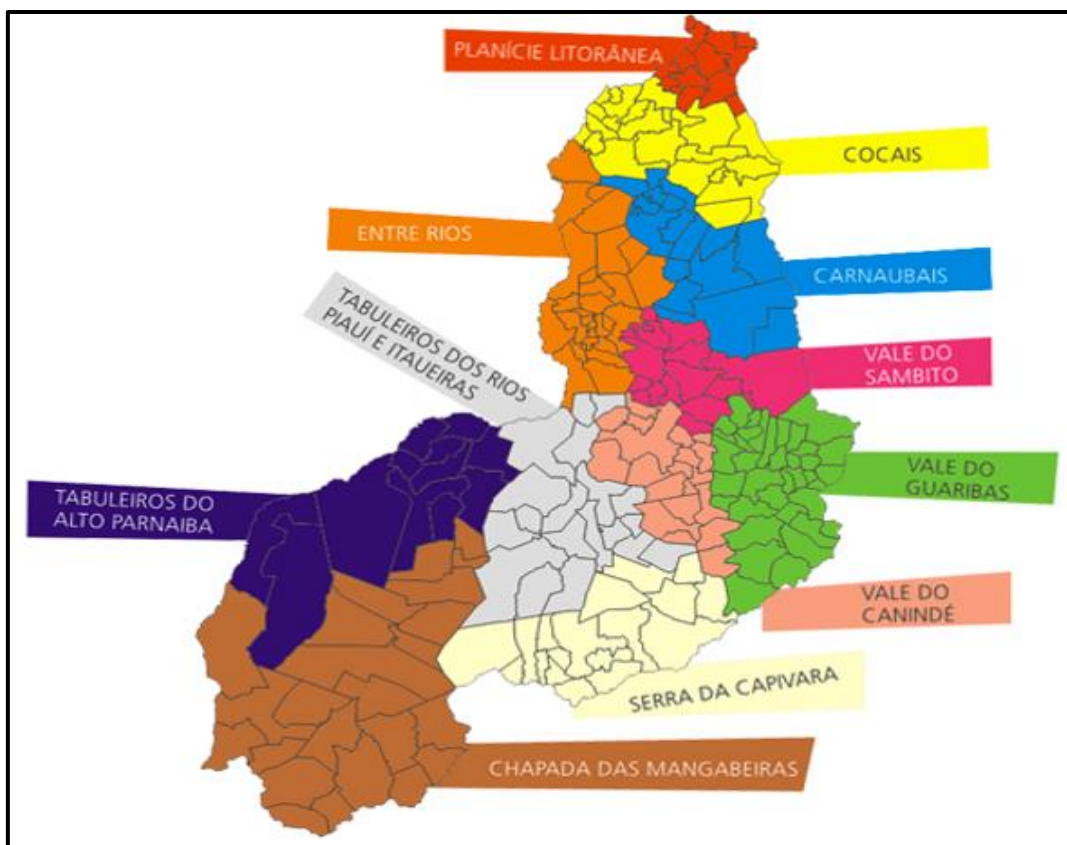 PLANÍCIE LITORÂNEA
COCAIS
ENTRE RIOS
CARNAUBAIS
TABULEIROS DOS RIOS
PIAUÍ E ITAUEIRAS
VALE DO
SAMBITO
VALE DO
GUARIBAS
TABULEIROS DO
ALTO PARNAIBA
VALE DO
CANINDÉ
SERRA DA CAPIVARA
CHAPADA DAS MANGABEIRAS